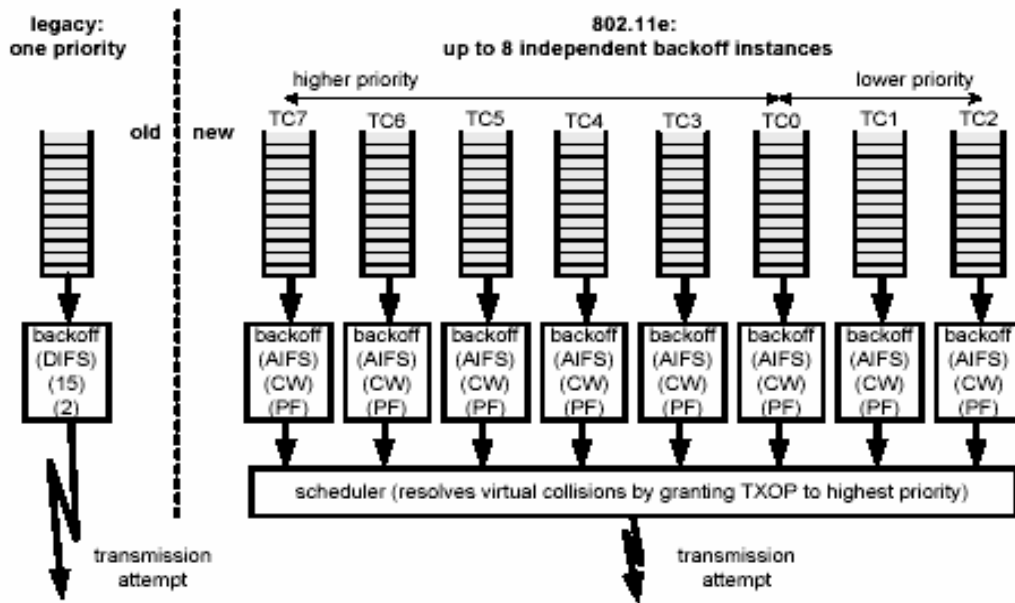 legacy:
one priority
802.11e:
up to 8 independent backoff instances
higher priority
lower priority
old
new
TC7
TC6
TC5
TC4
TC3
TC0
TC1
TC2
backoff
(DIFS)
(15)
(2)
backoff
(AIFS)
(CW)
(PF)
backoff
(AIFS)
(CW)
(PF)
backoff
(AIFS)
(CW)
(PF)
backoff
(AIFS)
(CW)
(PF)
backoff
(AIFS)
(CW)
(PF)
backoff
(AIFS)
(CW)
(PF)
backoff
(AIFS)
(CW)
(PF)
backoff
(AIFS)
(CW)
(PF)
scheduler (resolves virtual collisions by granting TXOP to highest priority)
transmission
attempt
transmission
attempt